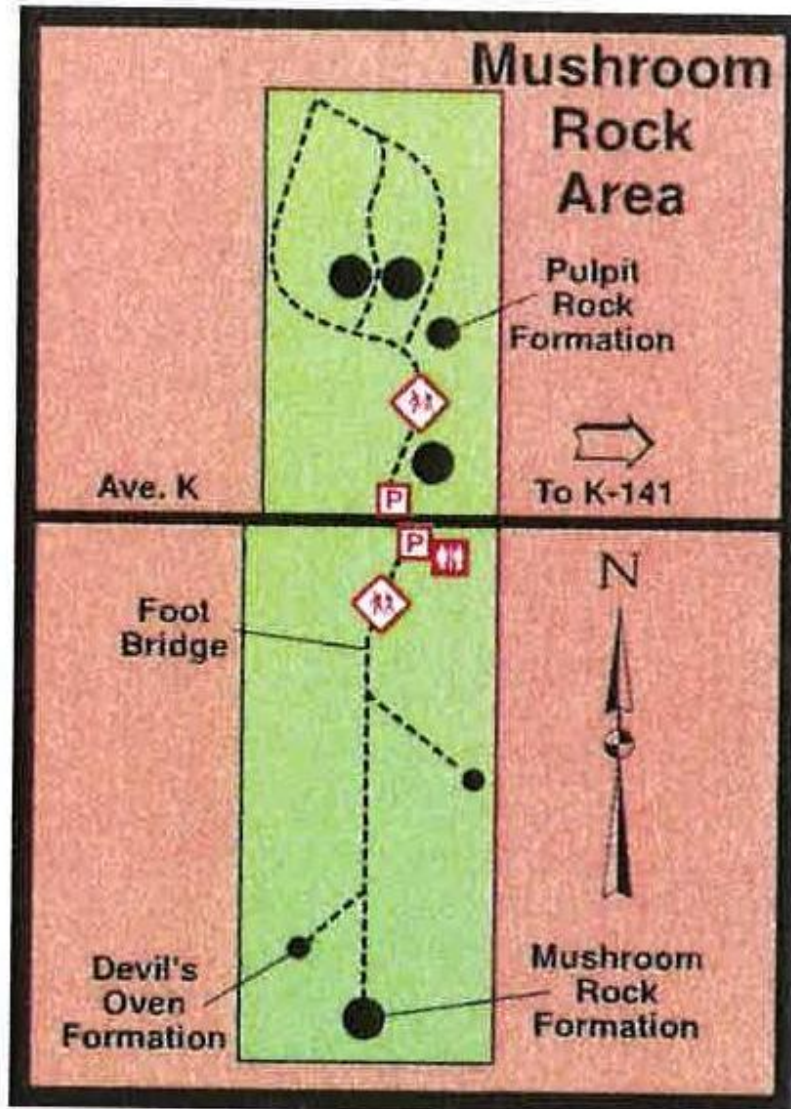 Mushroom
Rock
Area
Pulpit
Rock
Formation
Ave. K
To K-141
P
P
N
Foot
Bridge
Devil's
Oven
Formation
Mushroom
Rock
Formation